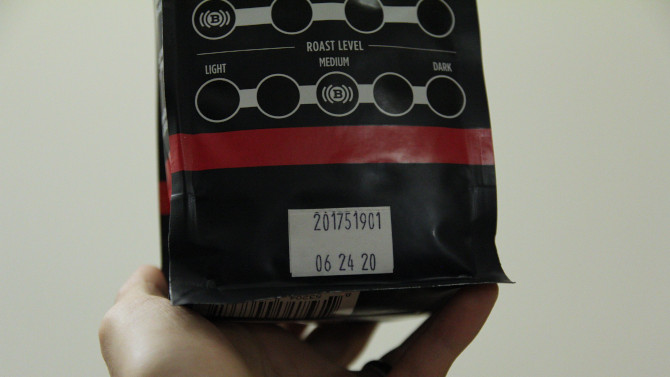 B
ROAST LEVEL
LIGHT MEDIUM DARK
B
201751901
06 24 20